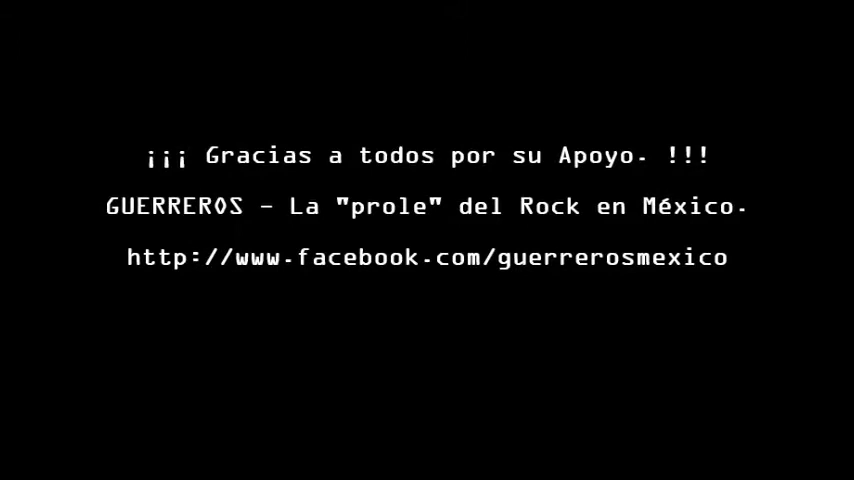 ¡¡¡ Gracias a todos por su Apoyo. !!!
GUERREROS - La "prole" del Rock en México.
http://www.facebook.com/guerrerosmexico